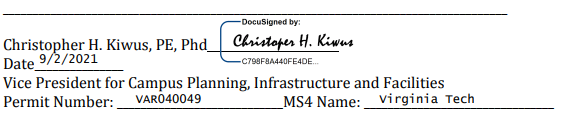 DocuSigned by:
Christopher H. Kiwus, PE, Phd Christoper H. Kiwus
C798F8A440FE4DE...
Date 9/2/2021
Vice President for Campus Planning, Infrastructure and Facilities
Permit Number: VAR040049 MS4 Name: Virginia Tech